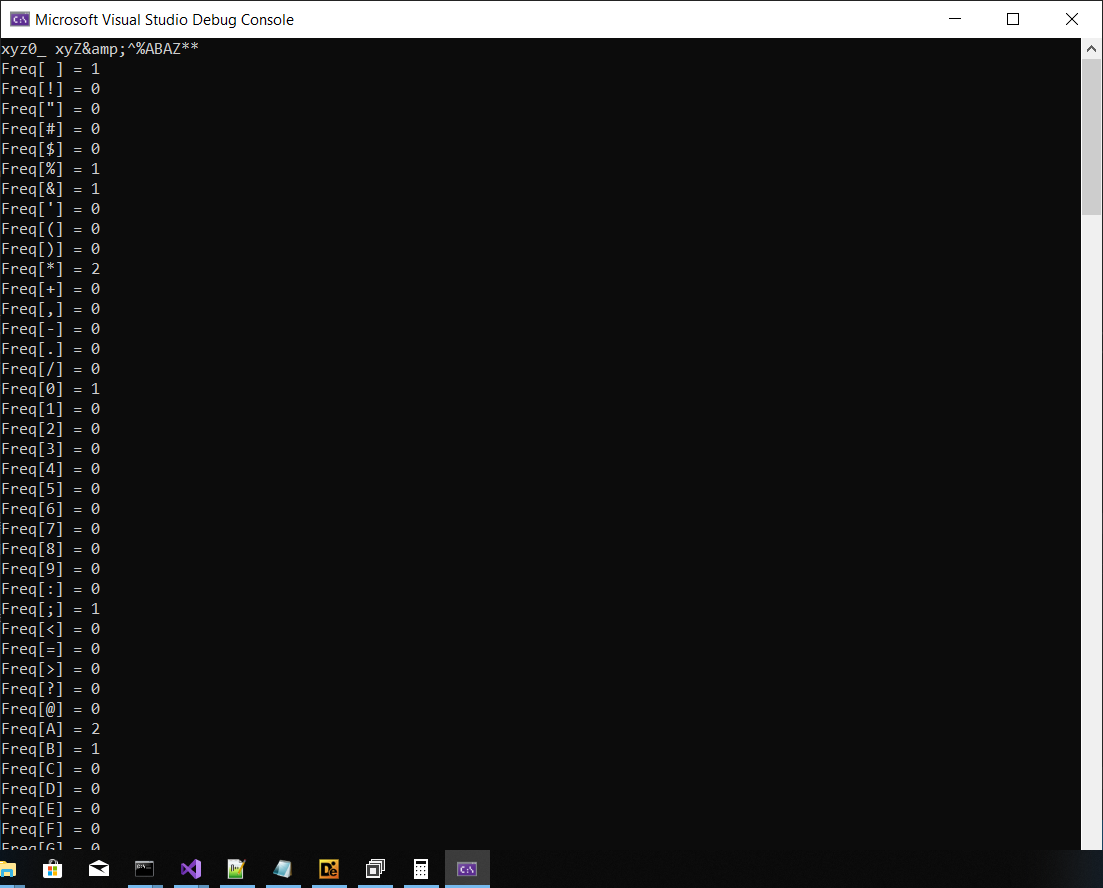 Microsoft Visual Studio Debug Console
xyz0_ xyZ&amp;^%ABAZ**
Freq[ ] = 1
Freq[!] = 0
Freq["] = 0
Freq[#] = 0
Freq[$] = 0
Freq[%] = 1
Freq[&] = 1
Freq['] = 0
Freq[(] = 0
Freq[)] = 0
Freq[*] = 2
Freq[+] = 0
Freq[,] = 0
Freq[-] = 0
Freq[.] = 0
Freq[/] = 0
Freq[0] = 1
Freq[1] = 0
Freq[2] = 0
Freq[3] = 0
Freq[4] = 0
Freq[5] = 0
Freq[6] = 0
Freq[7] = 0
Freq[8] = 0
Freq[9] = 0
Freq[:] = 0
Freq[;] = 1
Freq[<] = 0
Freq[=] = 0
Freq[>] = 0
Freq[?] = 0
Freq[@] = 0
Freq[A] = 2
Freq[B] = 1
Freq[C] = 0
Freq[D] = 0
Freq[E] = 0
Freq[F] = 0
Freq[G] = 0